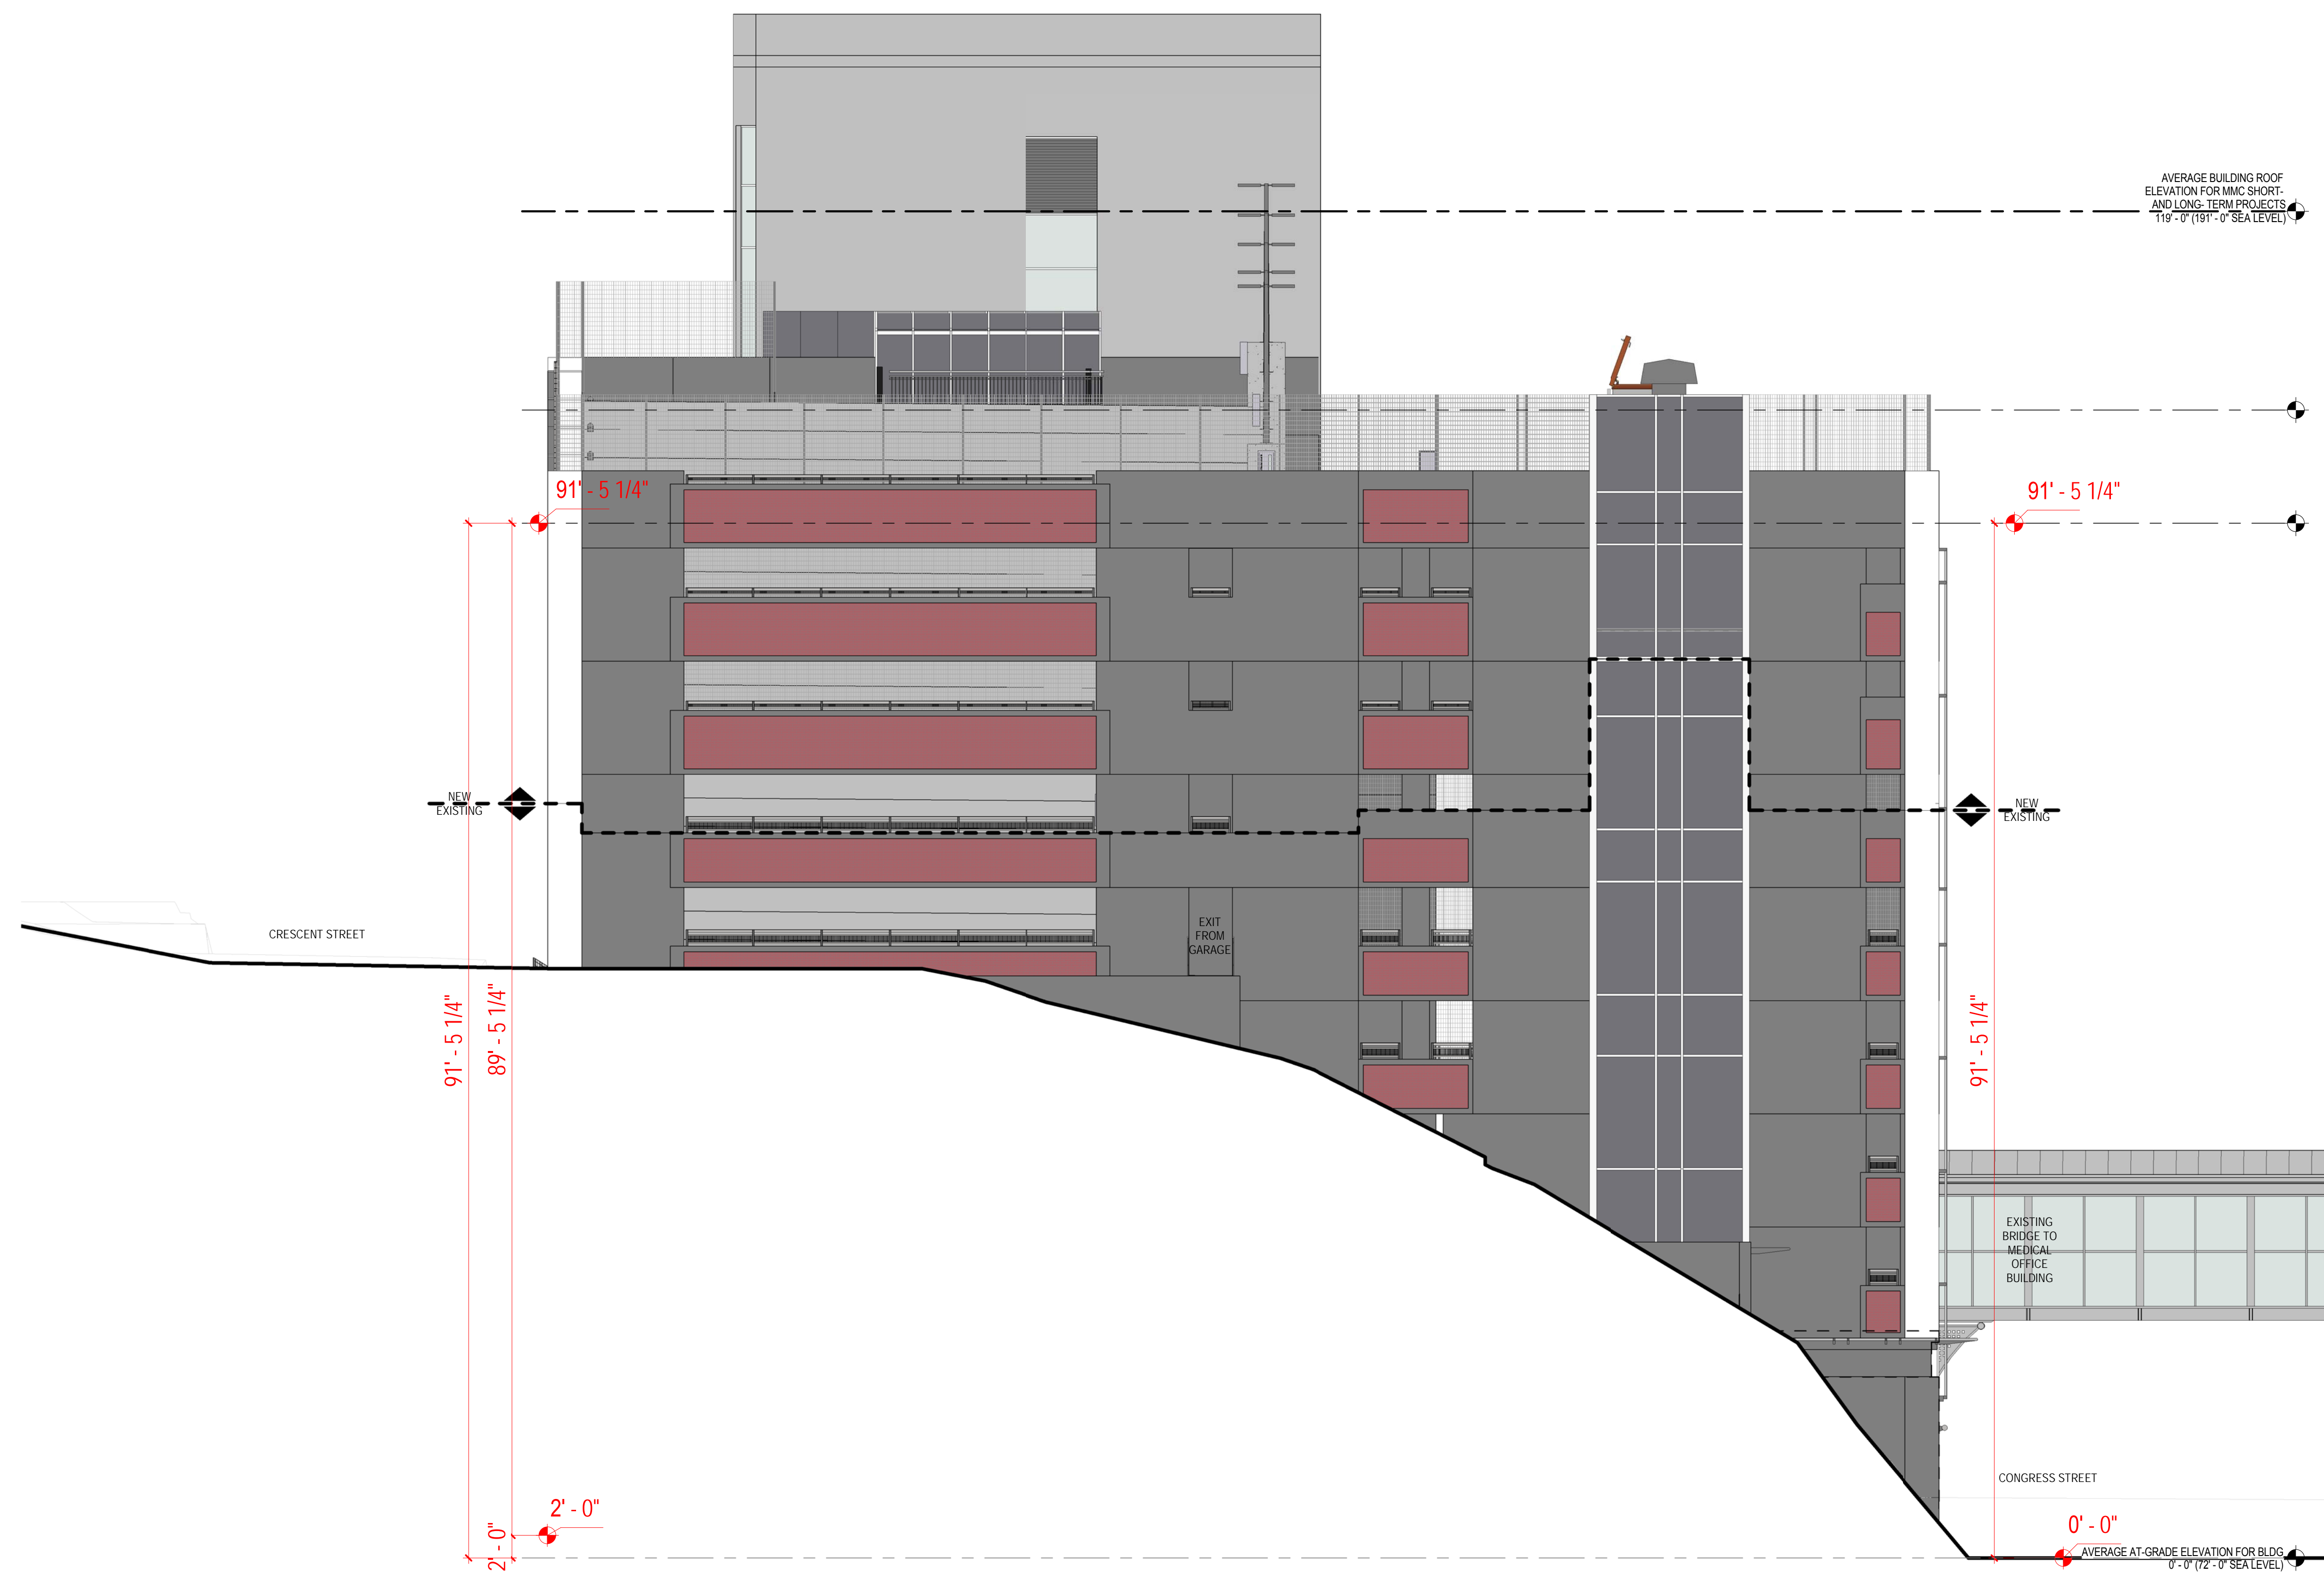 AVERAGE BUILDING ROOF
ELEVATION FOR MMC SHORT-
AND LONG- TERM PROJECTS
119' - 0" (191' - 0" SEA LEVEL)
91' - 5 1/4"
91' - 5 1/4"
NEW
EXISTING
NEW
EXISTING
CRESCENT STREET
EXIT
FROM
GARAGE
91' - 5 1/4"
89' - 5 1/4"
91' - 5 1/4"
EXISTING
BRIDGE TO
MEDICAL
OFFICE
BUILDING
CONGRESS STREET
2' - 0"
2' - 0"
0' - 0"
AVERAGE AT-GRADE ELEVATION FOR BLDG
0' - 0" (72' - 0" SEA LEVEL)